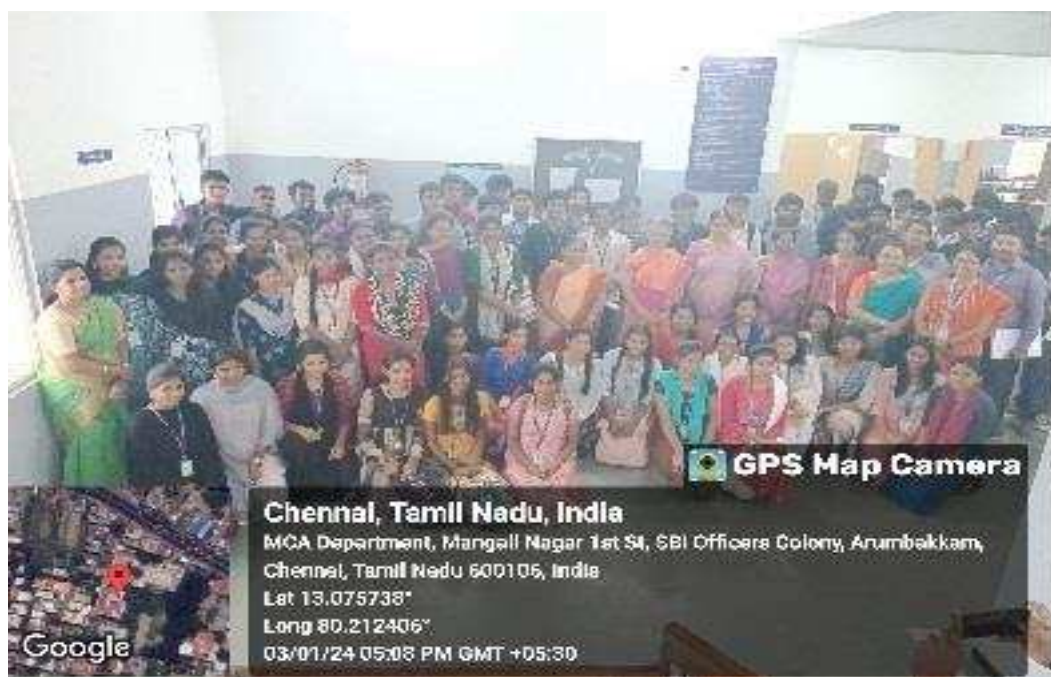 GPS Map Camera
Chennai, Tamil Nadu, India
MCA Department, Mangali Nagar 1st St, SBI Officers Colony, Arumbakkam,
Chennai, Tamil Nadu 600106, India
Lat 13.075738°
Long 80.212406°
03/01/24 05:08 PM GMT +05:30
Google